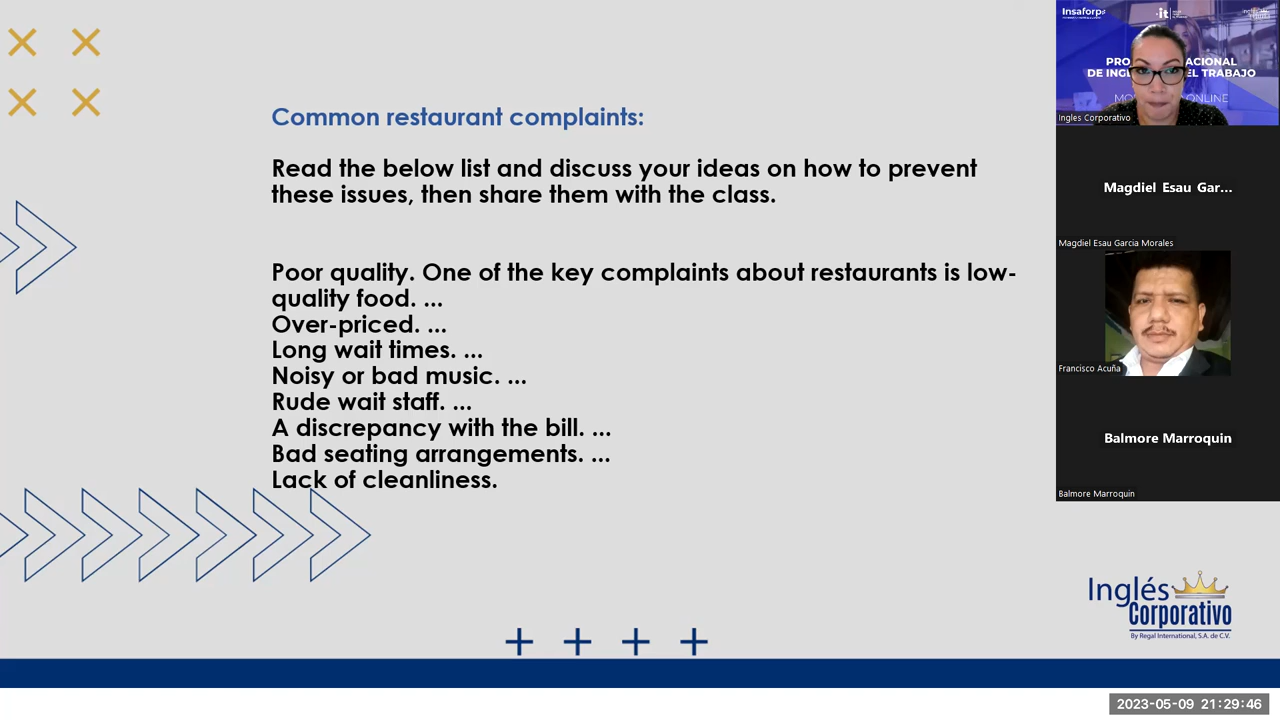 Common restaurant complaints:
Read the below list and discuss your ideas on how to prevent
these issues, then share them with the class.
Poor quality. One of the key complaints about restaurants is low-
quality food. ...
Over-priced. ...
Long wait times. ...
Noisy or bad music. ...
Rude wait staff. ...
A discrepancy with the bill. ...
Bad seating arrangements. ...
Lack of cleanliness.
Insaforp
Ingles Corporativo
Magdiel Esau Gar...
Magdiel Esau Garcia Morales
Francisco Acuña
Balmore Marroquin
Balmore Marroquin
Inglés
Corporativo
By Regal International, S.A. de C.V.
2023-05-09 21:29:46